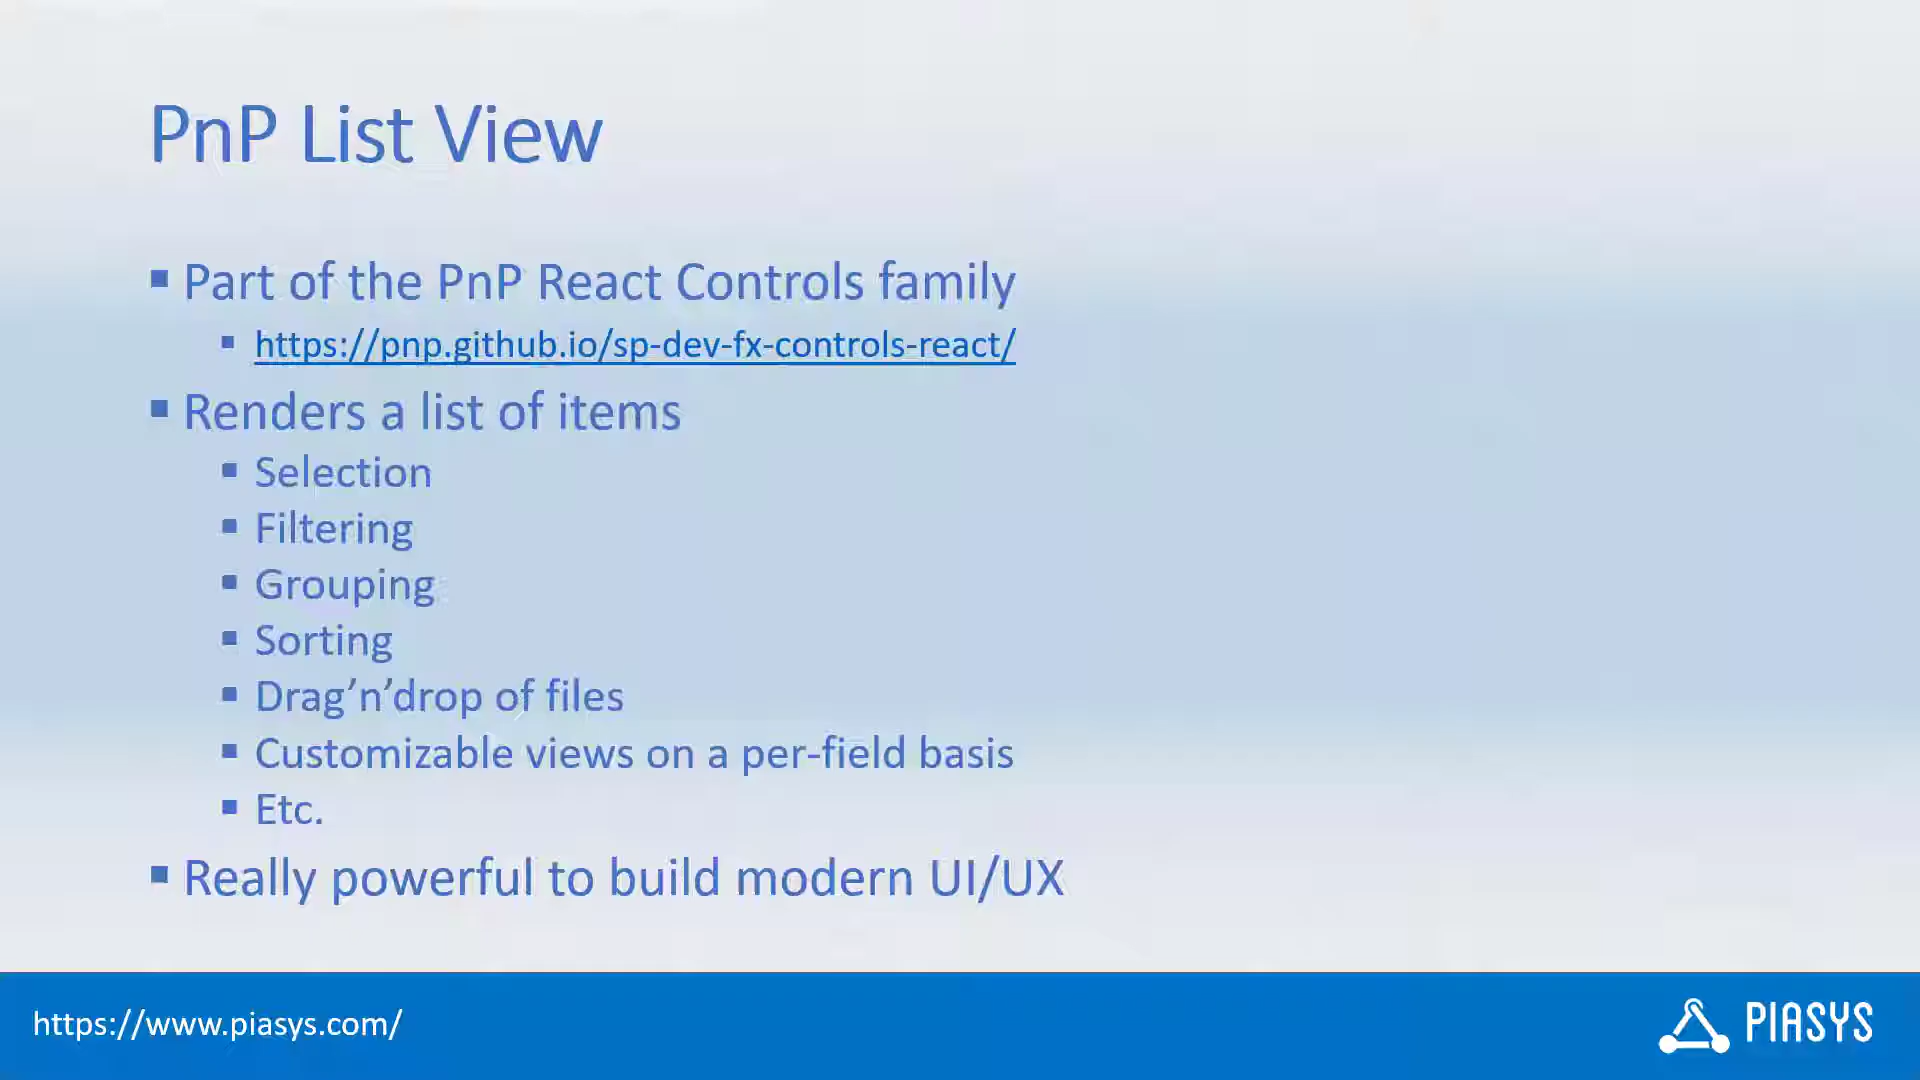 PnP List View
Part of the PnP React Controls family
https://pnp.github.io/sp-dev-fx-controls-react/
Renders a list of items
Selection
Filtering
Grouping
Sorting
Drag’n’drop of files
Customizable views on a per-field basis
Etc.
Really powerful to build modern UI/UX
https://www.piasys.com/
PIASYS